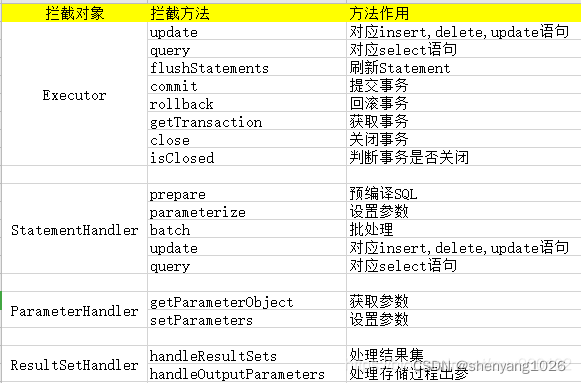 拦截对象 拦截方法 方法作用
update 对应insert,delete,update语句
query 对应select语句
flushStatements 刷新Statement
commit 提交事务
Executor rollback 回滚事务
getTransaction 获取事务
close 关闭事务
isClosed 判断事务是否关闭
prepare 预编译SQL
parameterize 设置参数
StatementHandler batch 批处理
update 对应insert,delete,update语句
query 对应select语句
ParameterHandler getParameterObject 获取参数
setParameters 设置参数
ResultSetHandler handleResultSets 处理结果集
handleOutputParameters 处理存储过程出参
CSDN @shenyang1026